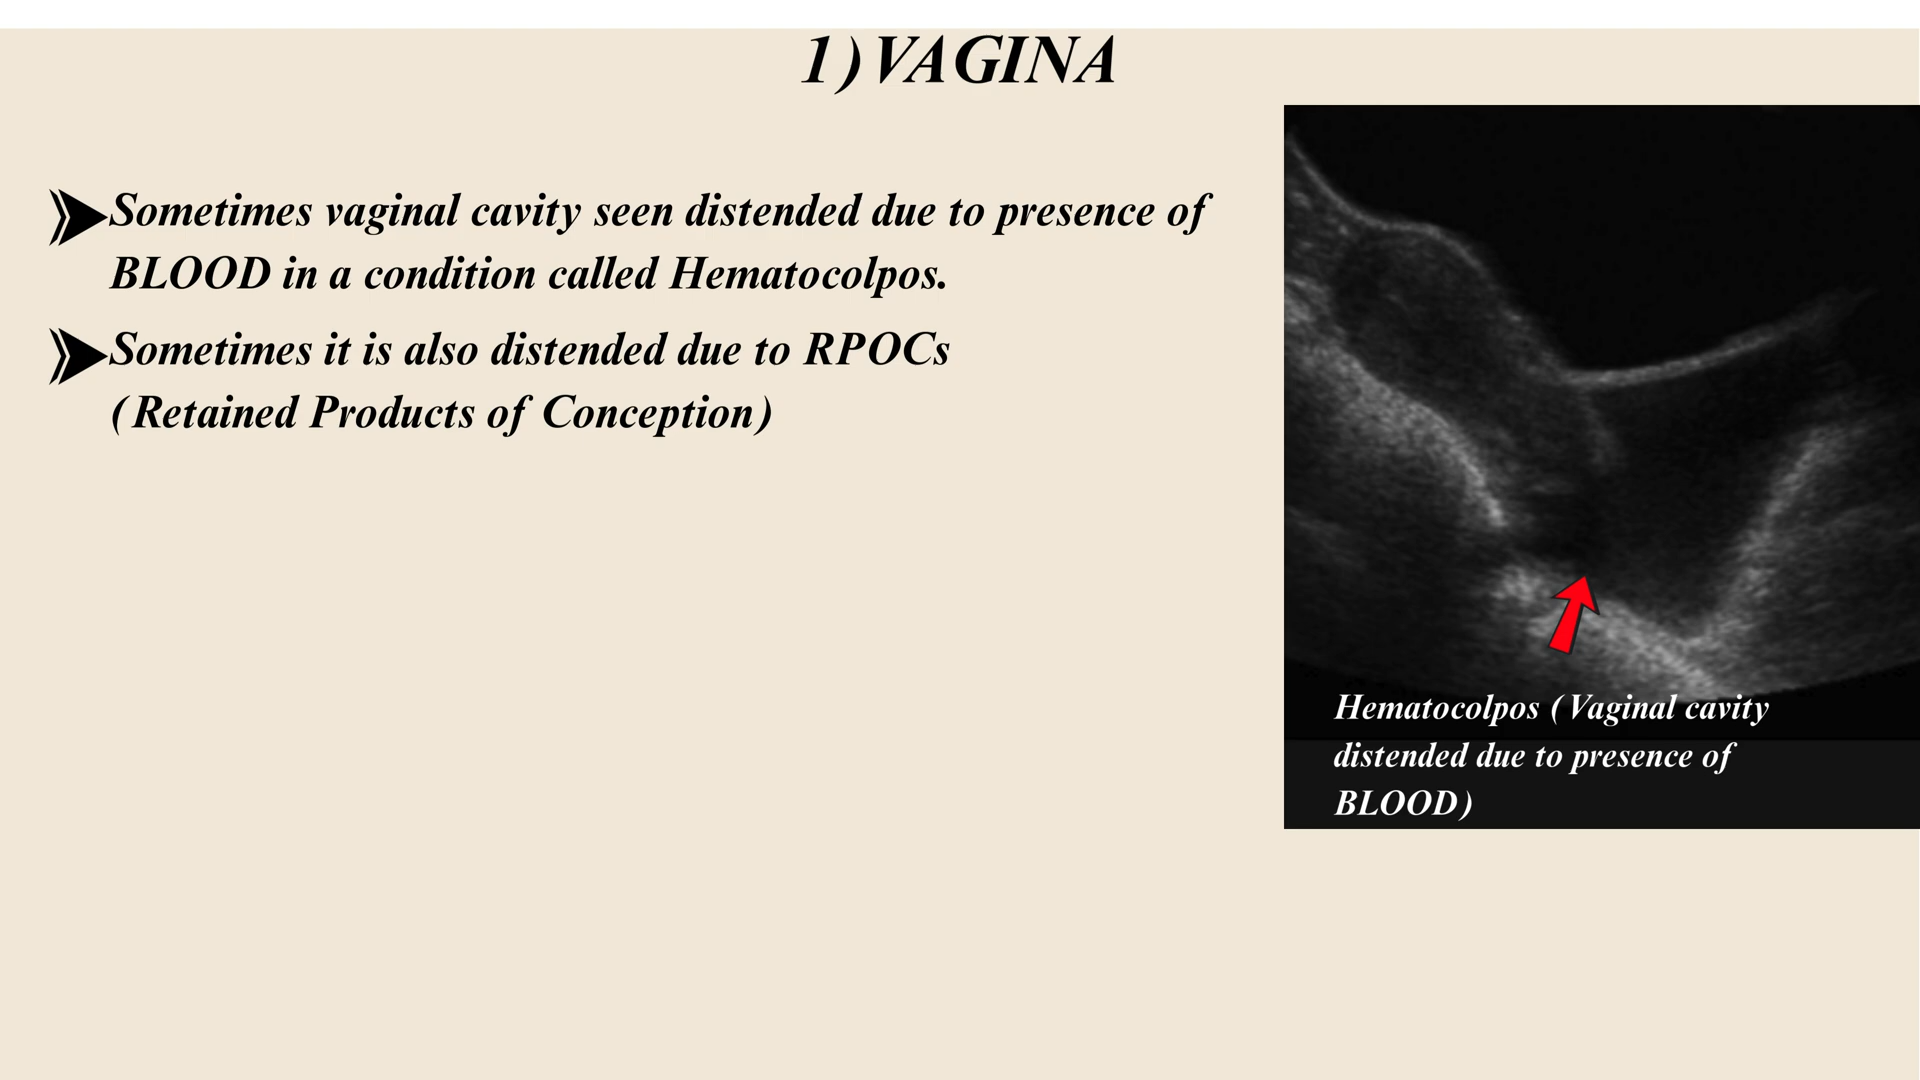 1) VAGINA
Sometimes vaginal cavity seen distended due to presence of
BLOOD in a condition called Hematocolpos.
Sometimes it is also distended due to RPOCs
(Retained Products of Conception)
Hematocolpos (Vaginal cavity
distended due to presence of
BLOOD)